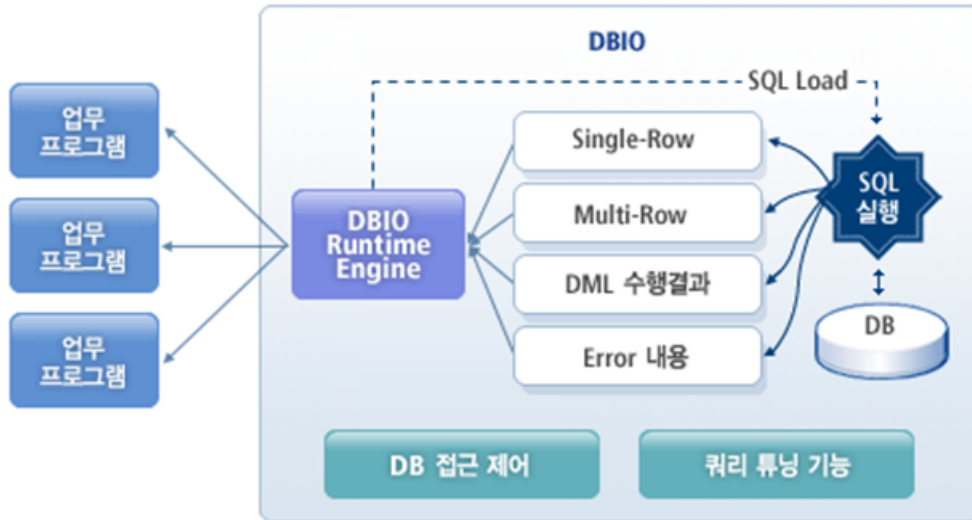 DBIO
SQL Load
업무
프로그램
업무
프로그램
업무
프로그램
DBIO
Runtime
Engine
Single-Row
Multi-Row
DML 수행결과
Error 내용
SQL
실행
DB
DB 접근 제어
쿼리 튜닝 기능